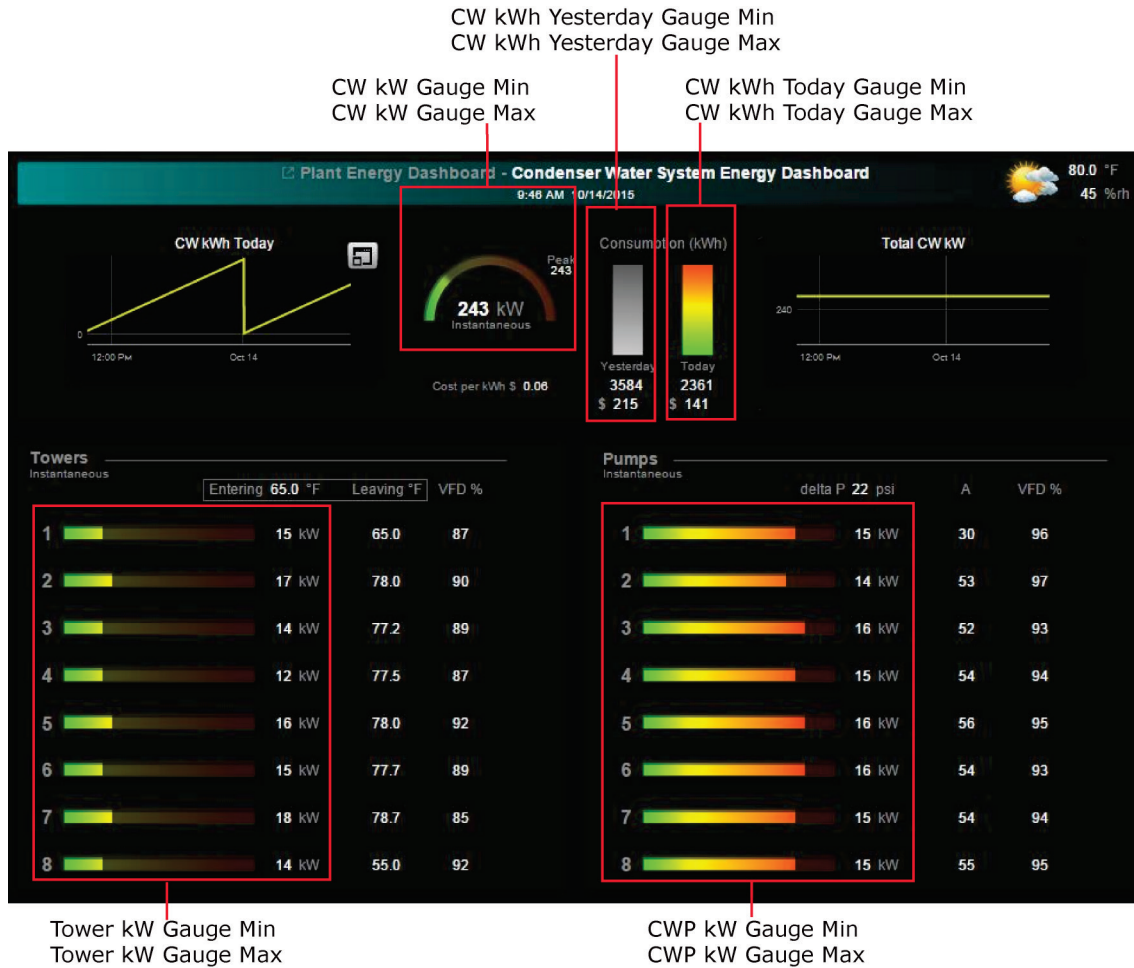 CW kWh Yesterday Gauge Min
CW kWh Yesterday Gauge Max
CW kW Gauge Min
CW kW Gauge Max
CW kWh Today Gauge Min
CW kWh Today Gauge Max
Plant Energy Dashboard - Condenser Water System Energy Dashboard
9:46 AM 10/14/2015
80.0 °F
45 %rh
CW kWh Today
0
12:00 PM Oct 14
Peak
243
243 kW
Instantaneous
Cost per kWh $ 0.06
Consumption (kWh)
Yesterday Today
3584 2361
$ 215 $ 141
Total CW kW
240
12:00 PM Oct 14
Towers
Instantaneous
Entering 65.0 °F Leaving °F VFD %
1 15 kW 65.0 87
2 17 kW 78.0 90
3 14 kW 77.2 89
4 12 kW 77.5 87
5 16 kW 78.0 92
6 15 kW 77.7 89
7 18 kW 78.7 85
8 14 kW 55.0 92
Pumps
Instantaneous
delta P 22 psi A VFD %
1 15 kW 30 96
2 14 kW 53 97
3 16 kW 52 93
4 15 kW 54 94
5 16 kW 56 95
6 16 kW 54 93
7 15 kW 54 94
8 15 kW 55 95
Tower kW Gauge Min
Tower kW Gauge Max
CWP kW Gauge Min
CWP kW Gauge Max